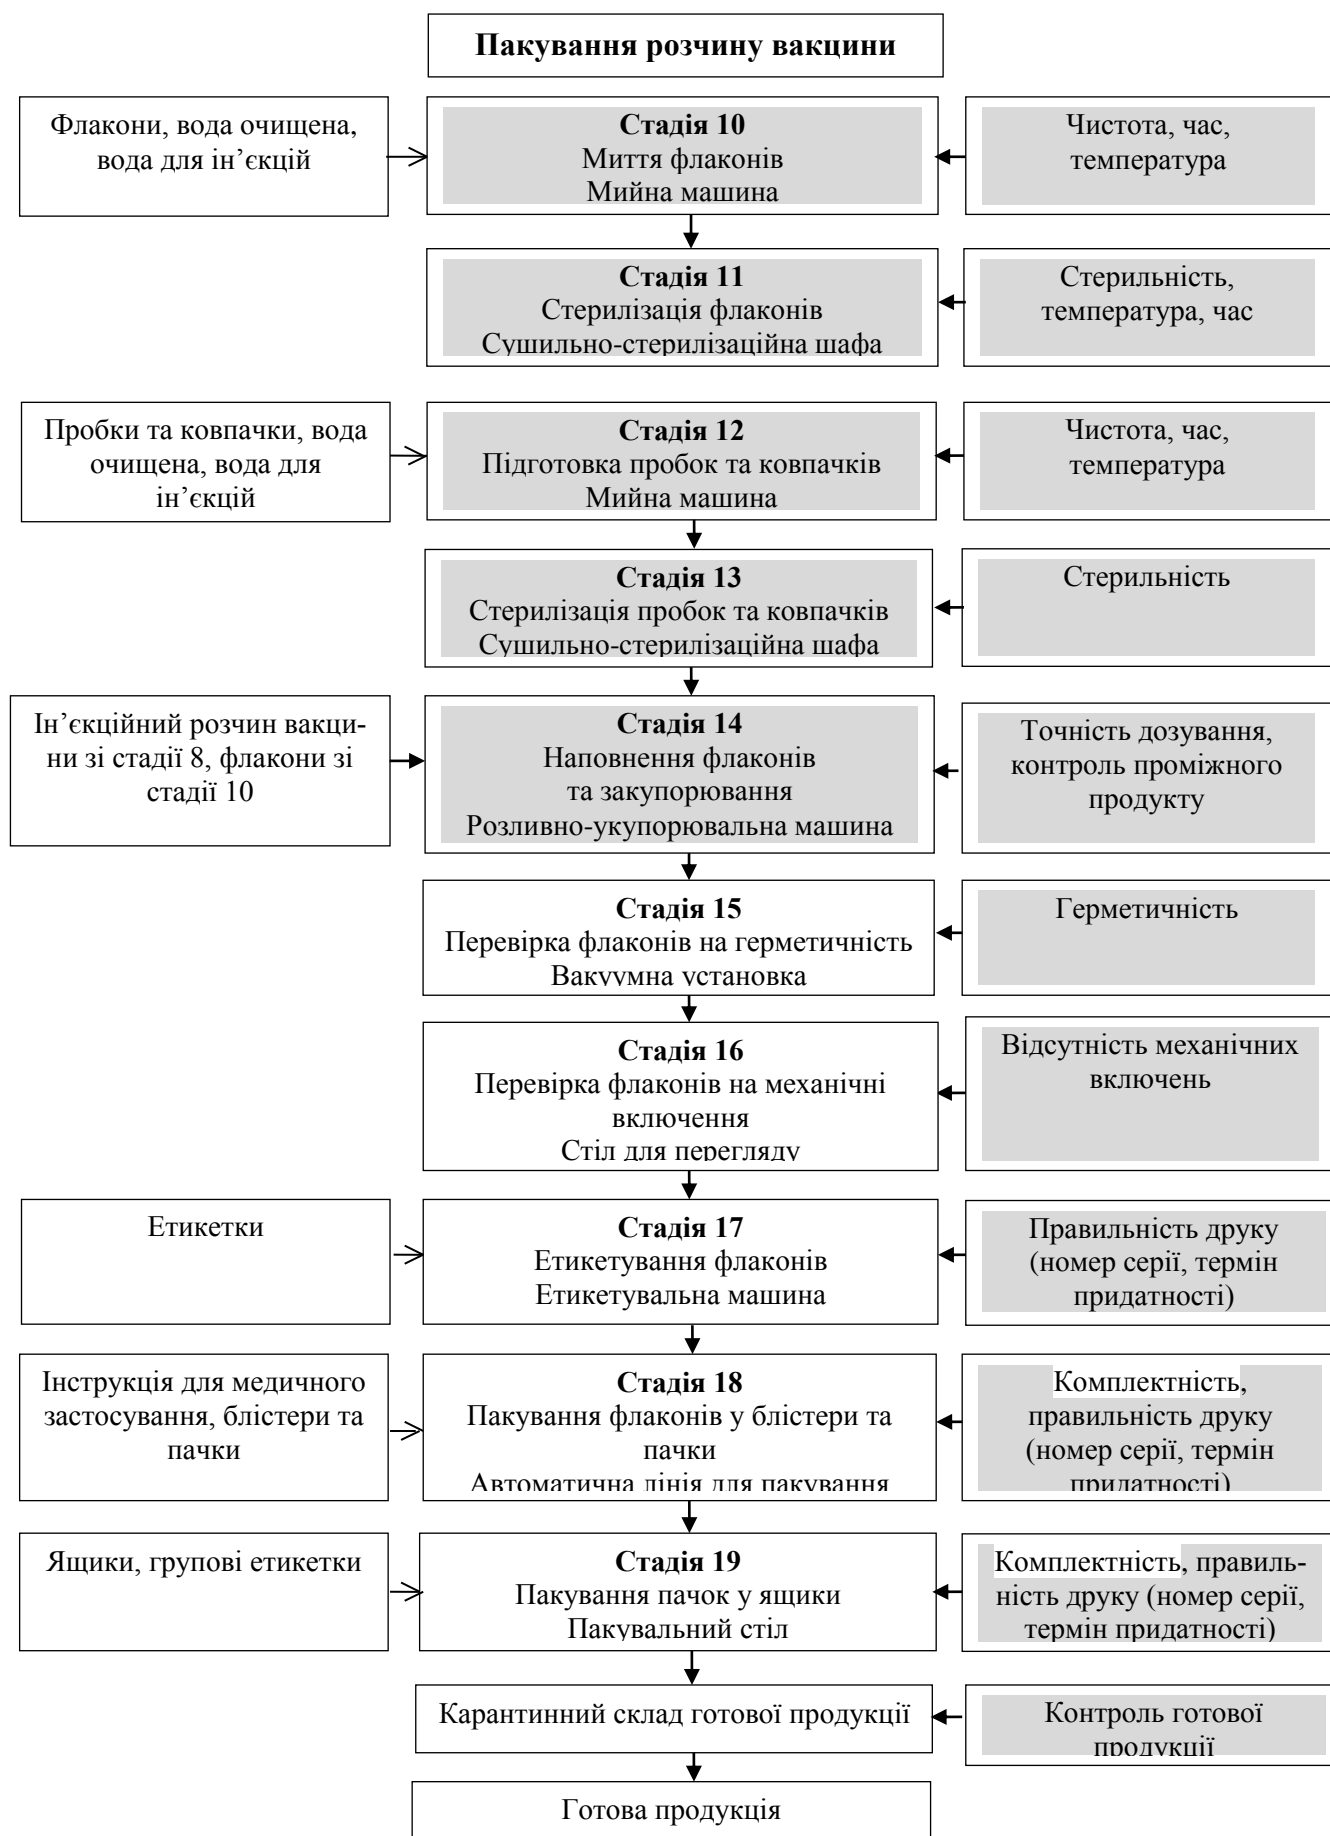 Пакування розчину вакцини
Флакони, вода очищена,
вода для ін’єкцій
Стадія 10
Миття флаконів
Мийна машина
Чистота, час,
температура
Стадія 11
Стерилізація флаконів
Сушильно-стерилізаційна шафа
Стерильність,
температура, час
Пробки та ковпачки, вода
очищена, вода для
ін’єкцій
Стадія 12
Підготовка пробок та ковпачків
Мийна машина
Чистота, час,
температура
Стадія 13
Стерилізація пробок та ковпачків
Сушильно-стерилізаційна шафа
Стерильність
Ін’єкційний розчин вакци-
ни зі стадії 8, флакони зі
стадії 10
Стадія 14
Наповнення флаконів
та закупорювання
Розливно-укупорювальна машина
Точність дозування,
контроль проміжного
продукту
Стадія 15
Перевірка флаконів на герметичність
Вакуумна установка
Герметичність
Стадія 16
Перевірка флаконів на механічні
включення
Стіл для перегляду
Відсутність механічних
включень
Етикетки
Стадія 17
Етикетування флаконів
Етикетувальна машина
Правильність друку
(номер серії, термін
придатності)
Інструкція для медичного
застосування, блістери та
пачки
Стадія 18
Пакування флаконів у блістери та
пачки
Автоматична лінія для пакування
Комплектність,
правильність друку
(номер серії, термін
придатності)
Ящики, групові етикетки
Стадія 19
Пакування пачок у ящики
Пакувальний стіл
Комплектність, правиль-
ність друку (номер серії,
термін придатності)
Карантинний склад готової продукції
Контроль готової
продукції
Готова продукція